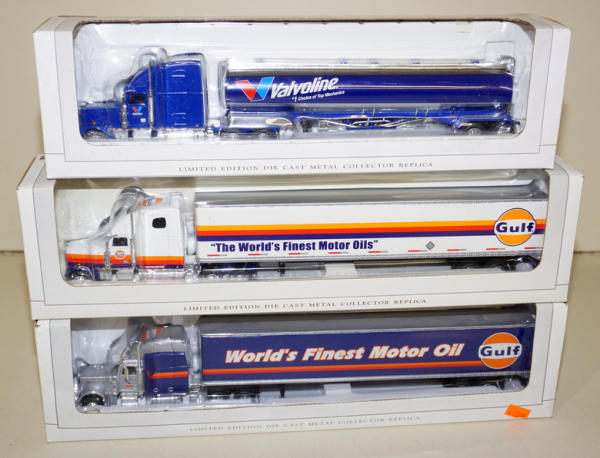 Valvoline
#1 Choice of Top Mechanics
LIMITED EDITION DIE CAST METAL COLLECTOR REPLICA
"The World's Finest Motor Oils"
Gulf
LIMITED EDITION DIE CAST METAL COLLECTOR REPLICA
World's Finest Motor Oil
Gulf
LIMITED EDITION DIE CAST METAL COLLECTOR REPLICA